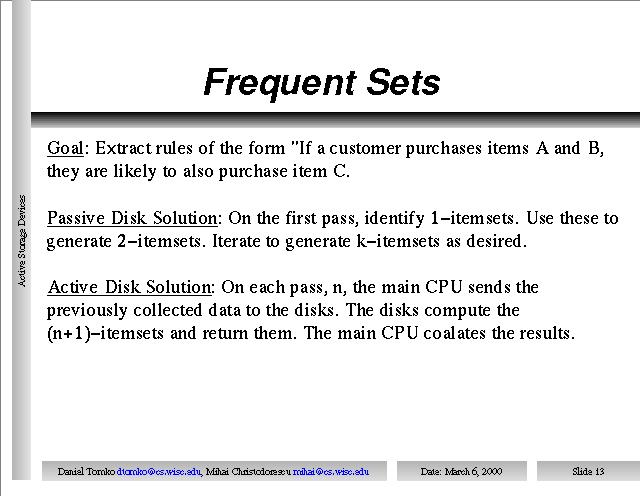 Frequent Sets
Goal: Extract rules of the form "If a customer purchases items A and B,
they are likely to also purchase item C.
Passive Disk Solution: On the first pass, identify 1−itemsets. Use these to
generate 2−itemsets. Iterate to generate k−itemsets as desired.
Active Disk Solution: On each pass, n, the main CPU sends the
previously collected data to the disks. The disks compute the
(n+1)−itemsets and return them. The main CPU coalates the results.
Active Storage Devices
Daniel Tomko dtomko@cs.wisc.edu, Mihai Christodorescu mihai@cs.wisc.edu
Date: March 6, 2000
Slide 13